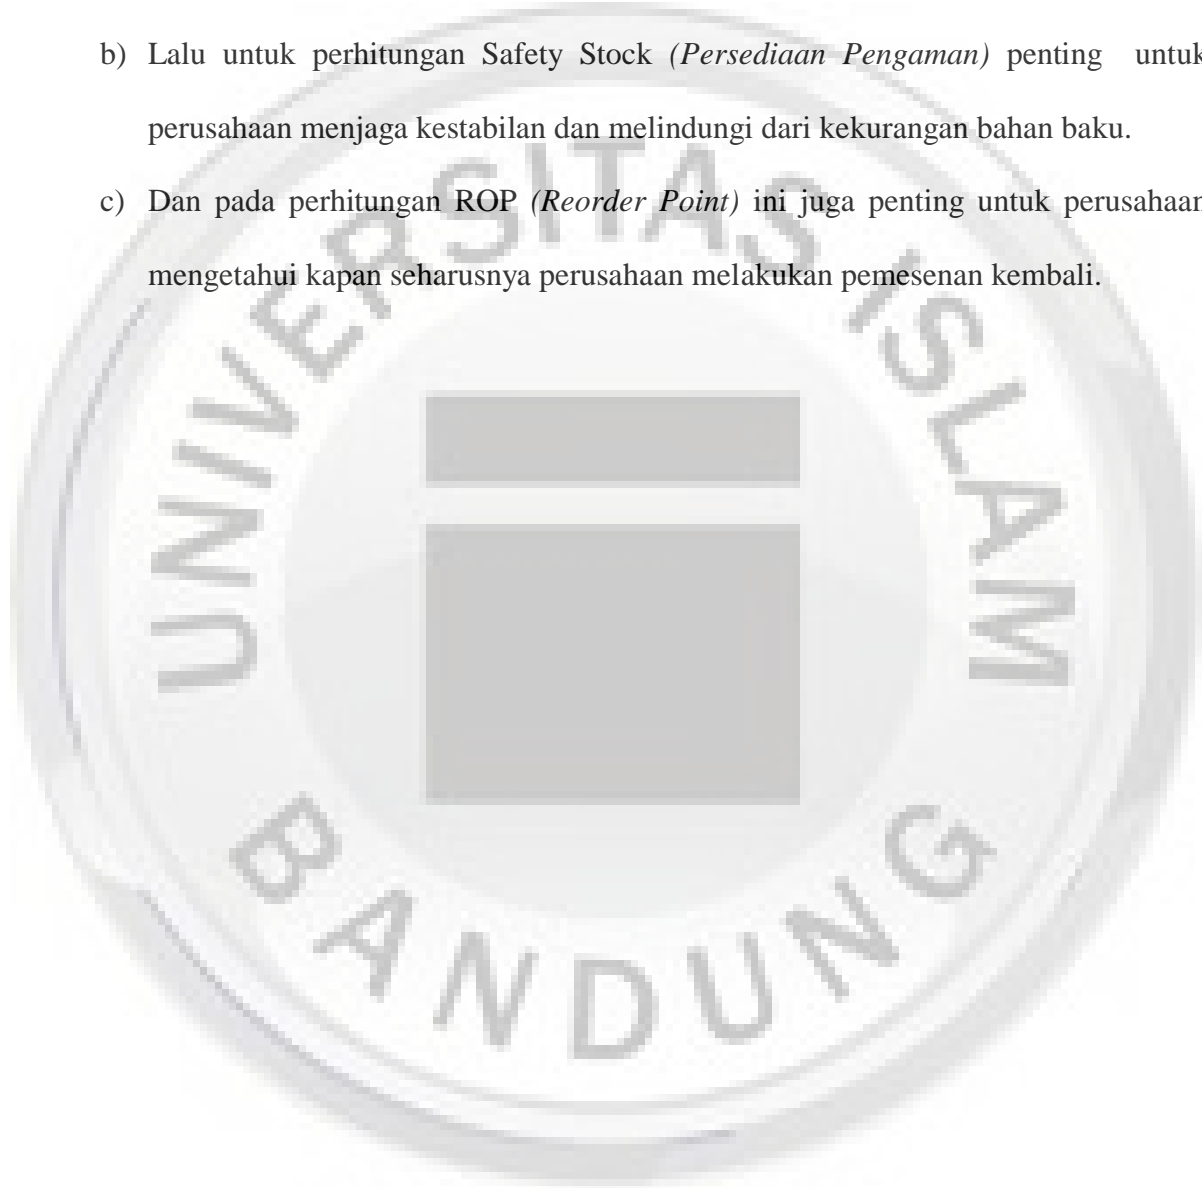 b) Lalu untuk perhitungan Safety Stock (Persediaan Pengaman) penting untuk
perusahaan menjaga kestabilan dan melindungi dari kekurangan bahan baku.
c) Dan pada perhitungan ROP (Reorder Point) ini juga penting untuk perusahaan
mengetahui kapan seharusnya perusahaan melakukan pemesenan kembali.
UNIVERSITAS ISLAM
BANDUNG